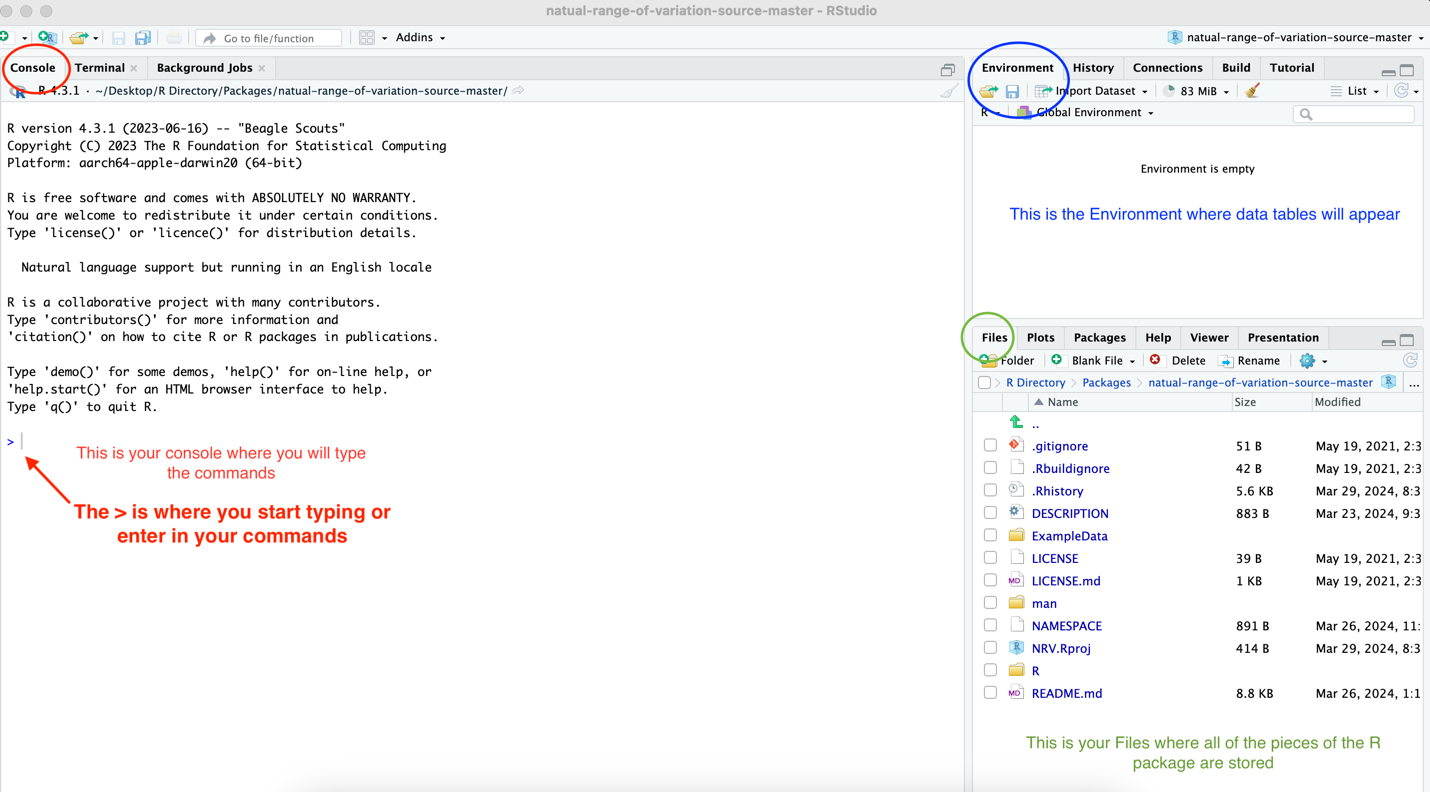 natual-range-of-variation-source-master - RStudio
Go to file/function
Addins
natual-range-of-variation-source-master
Console Terminal Background Jobs
R 4.3.1 · ~/Desktop/R Directory/Packages/natual-range-of-variation-source-master/
R version 4.3.1 (2023-06-16) -- "Beagle Scouts"
Copyright (C) 2023 The R Foundation for Statistical Computing
Platform: aarch64-apple-darwin20 (64-bit)
R is free software and comes with ABSOLUTELY NO WARRANTY.
You are welcome to redistribute it under certain conditions.
Type 'license()' or 'licence()' for distribution details.
Natural language support but running in an English locale
R is a collaborative project with many contributors.
Type 'contributors()' for more information and
'citation()' on how to cite R or R packages in publications.
Type 'demo()' for some demos, 'help()' for on-line help, or
'help.start()' for an HTML browser interface to help.
Type 'q()' to quit R.
>
This is your console where you will type
the commands
The > is where you start typing or
enter in your commands
Environment History Connections Build Tutorial
Import Dataset 83 MiB List
R Global Environment
Environment is empty
This is the Environment where data tables will appear
Files Plots Packages Help Viewer Presentation
Folder Blank File Delete Rename
R Directory > Packages > natual-range-of-variation-source-master ...
Name Size Modified
..
.gitignore 51 B May 19, 2021, 2:3
.Rbuildignore 42 B May 19, 2021, 2:3
.Rhistory 5.6 KB Mar 29, 2024, 8:3
DESCRIPTION 883 B Mar 23, 2024, 9:3
ExampleData
LICENSE 39 B May 19, 2021, 2:3
LICENSE.md 1 KB May 19, 2021, 2:3
man
NAMESPACE 891 B Mar 26, 2024, 11:
NRV.Rproj 414 B Mar 29, 2024, 8:3
R
README.md 8.8 KB Mar 26, 2024, 1:1
This is your Files where all of the pieces of the R
package are stored